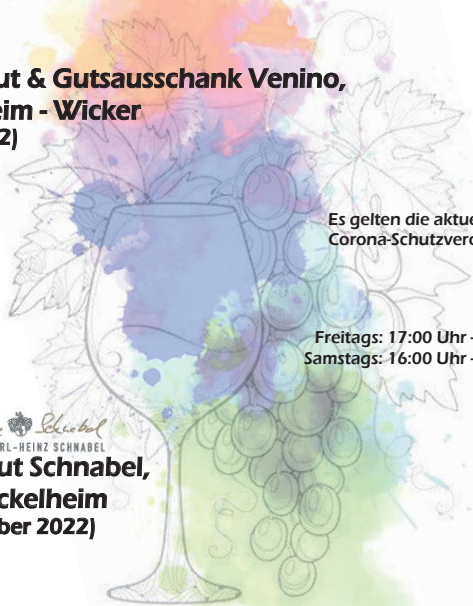 ut & Gutsausschank Venino,
eim - Wicker
2)
Es gelten die aktue
Corona-Schutzverc
Freitags: 17:00 Uhr -
Samstags: 16:00 Uhr -
Schnabel
RL-HEINZ SCHNABEL
ut Schnabel,
ckelheim
ber 2022)